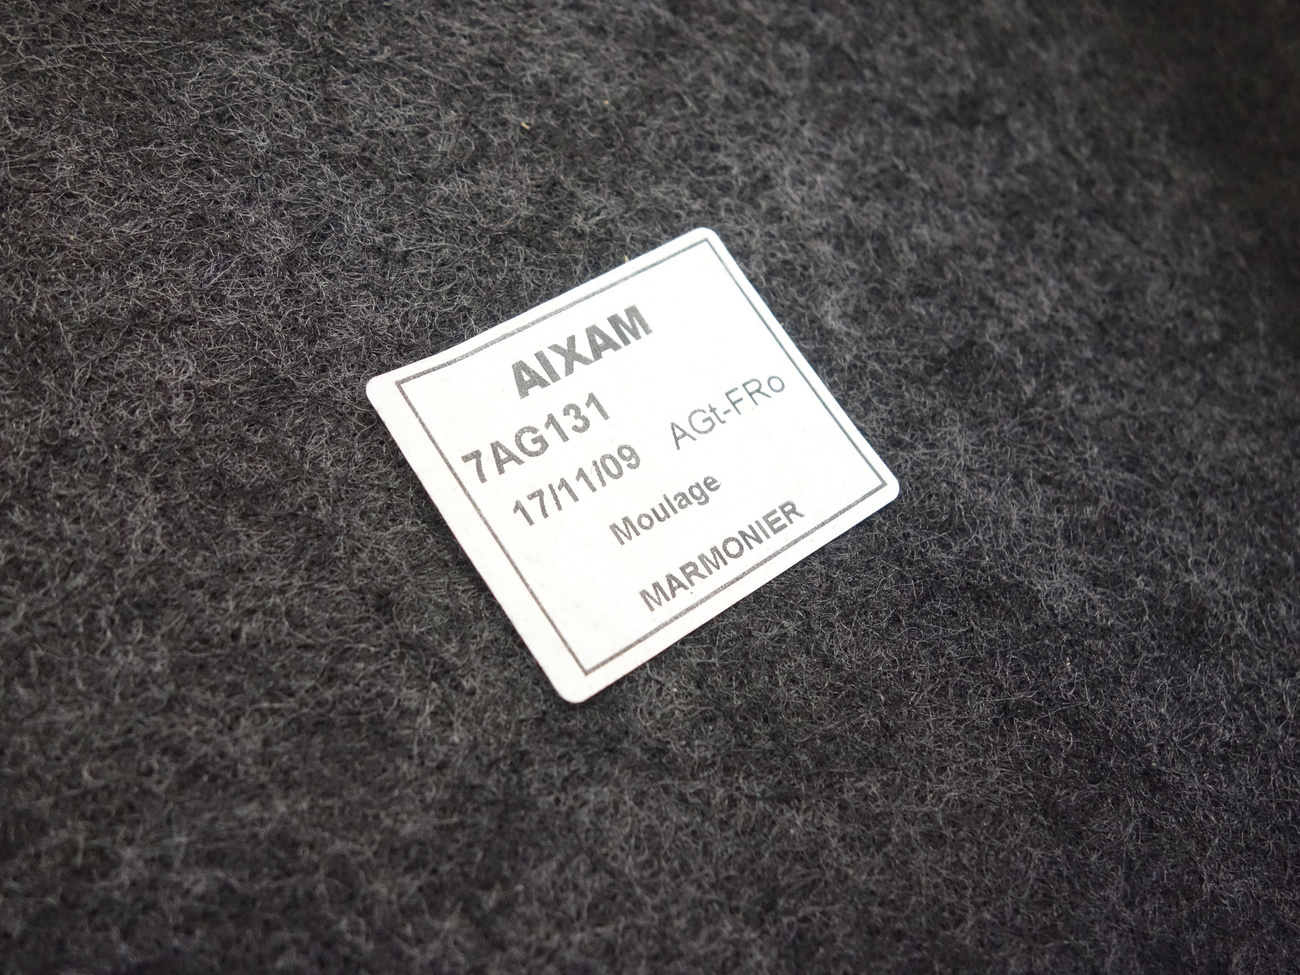 AIXAM
7AG131
17/11/09 AGt-FRo
Moulage
MARMONIER